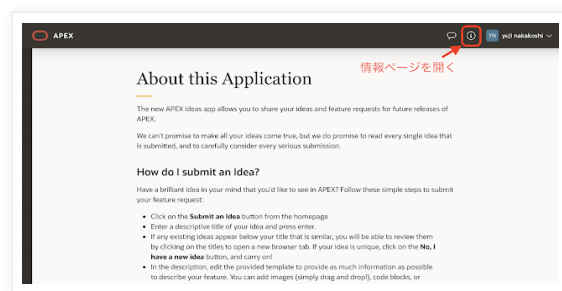 APEX
YN yuji nakakoshi
情報ページを開く
About this Application
The new APEX Ideas app allows you to share your ideas and feature requests for future releases of
APEX.
We can't promise to make all your ideas come true, but we do promise to read every single idea that
is submitted, and to carefully consider every serious submission.
How do I submit an Idea?
Have a brilliant idea in your mind that you'd like to see in APEX? Follow these simple steps to submit
your feature request:
• Click on the Submit an Idea button from the homepage
• Enter a descriptive title of your idea and press enter.
• If any existing ideas appear below your title that is similar, you will be able to review them
by clicking on the titles to open a new browser tab. If your idea is unique, click on the No, I
have a new idea button, and carry on!
• In the description, edit the provided template to provide as much information as possible
to describe your feature. You can add images (simply drag and drop!), code blocks, or